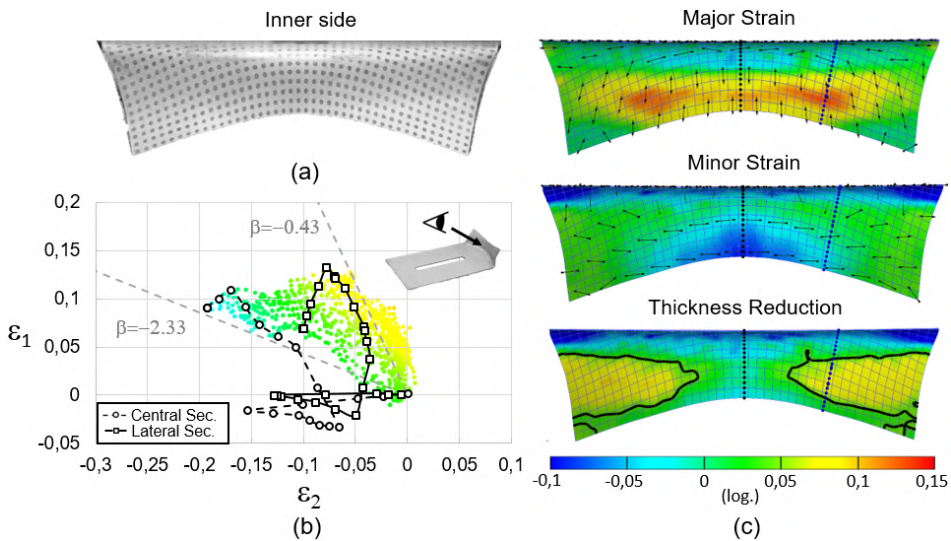 Inner side
(a)
0,2
0,15
0,1
0,05
0
-0,05
ε1
β=−0.43
β=−2.33
Central Sec.
Lateral Sec.
-0,3 -0,25 -0,2 -0,15 -0,1 -0,05 0 0,05 0,1
ε2
(b)
Major Strain
Minor Strain
Thickness Reduction
-0,1 -0,05 0 0,05 0,1 0,15
(log.)
(c)